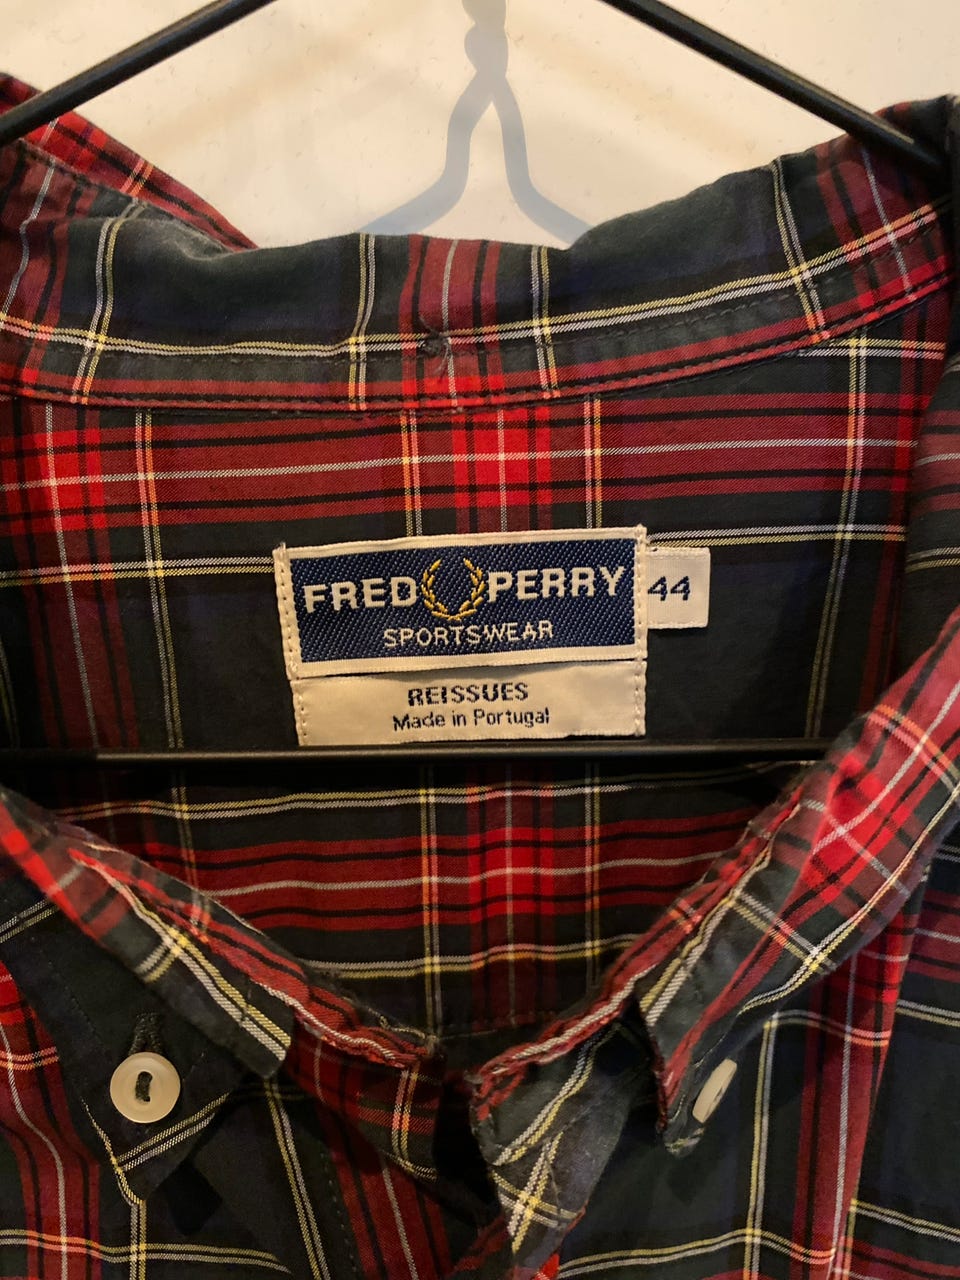 FRED PERRY
SPORTSWEAR
44
REISSUES
Made in Portugal